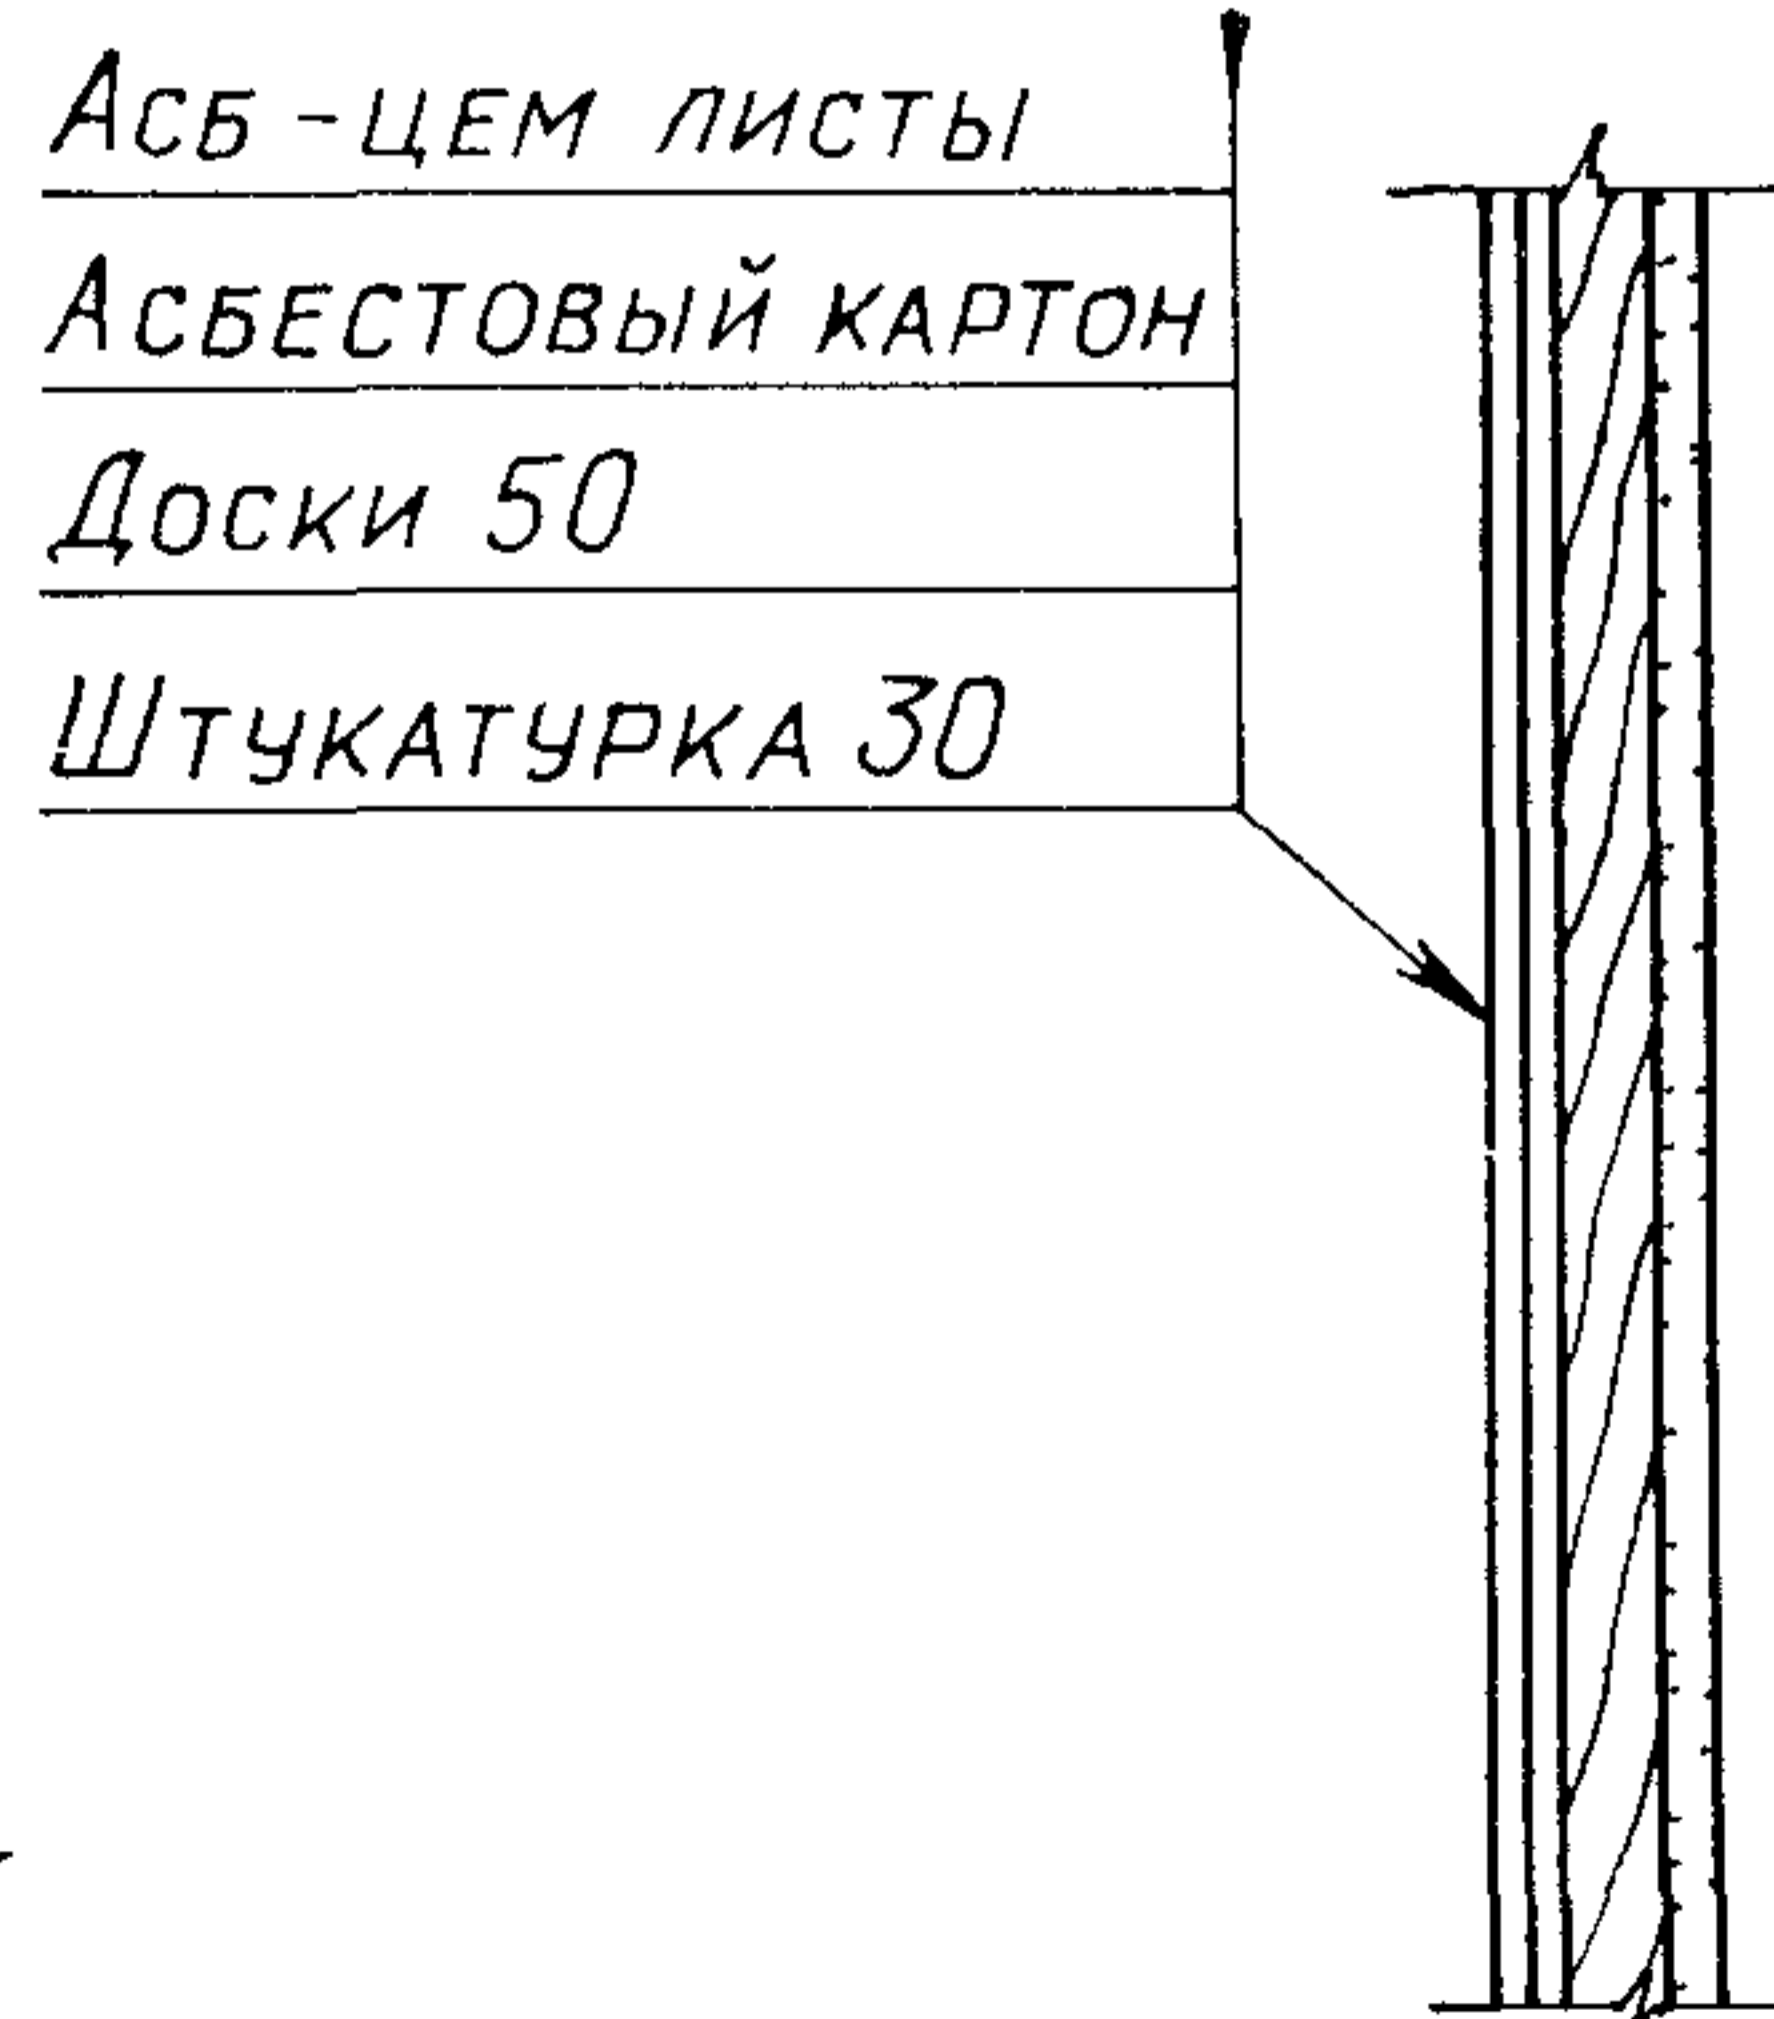 Асб-цем листы
Асбестовый картон
Доски 50
Штукатурка 30